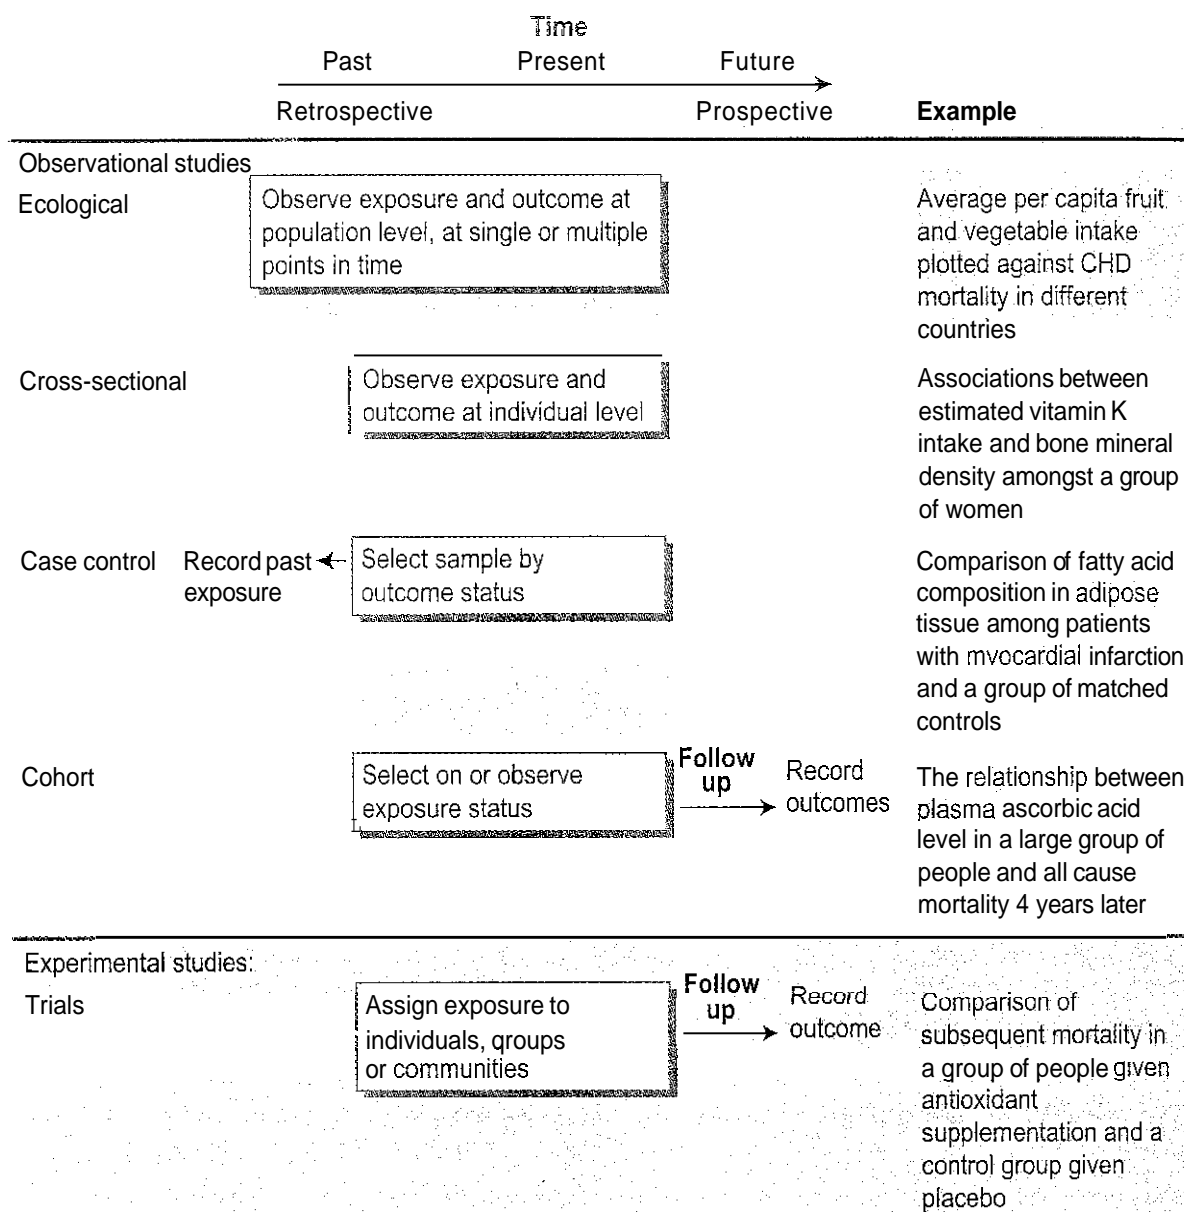 Time
Past Present Future
Retrospective Prospective Example
Observational studies
Ecological
Observe exposure and outcome at
population level, at single or multiple
points in time
Average per capita fruit
and vegetable intake
plotted against CHD
mortality in different
countries
Cross-sectional
Observe exposure and
outcome at individual level
Associations between
estimated vitamin K
intake and bone mineral
density amongst a group
of women
Case control
Record past
exposure
Select sample by
outcome status
Comparison of fatty acid
composition in adipose
tissue among patients
with mvocardial infarction
and a group of matched
controls
Cohort
Select on or observe
exposure status
Follow
up
Record
outcomes
The relationship between
plasma ascorbic acid
level in a large group of
people and all cause
mortality 4 years later
Experimental studies:
Trials
Assign exposure to
individuals, qroups
or communities
Follow
up
Record
outcome
Comparison of
subsequent mortality in
a group of people given
antioxidant
supplementation and a
control group given
placebo